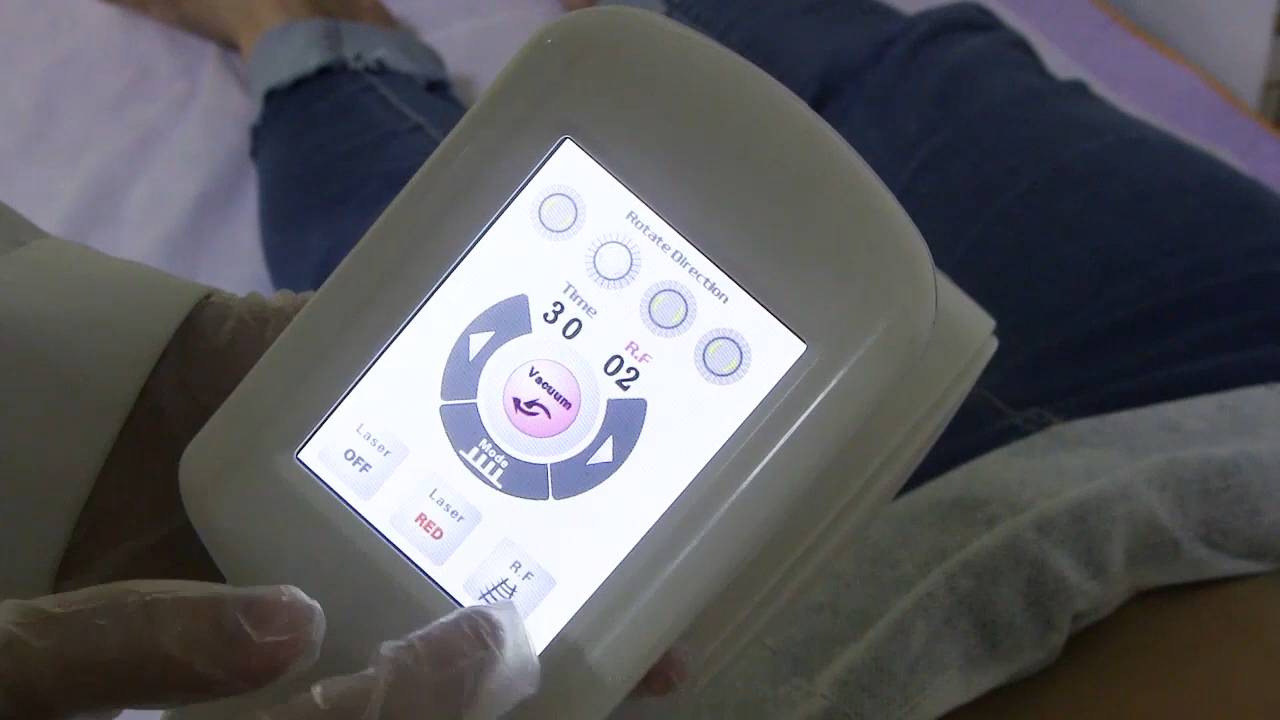 Rotate Direction
Time
30
R.F
02
Vacuum
Mode
Laser
OFF
Laser
RED
R.F